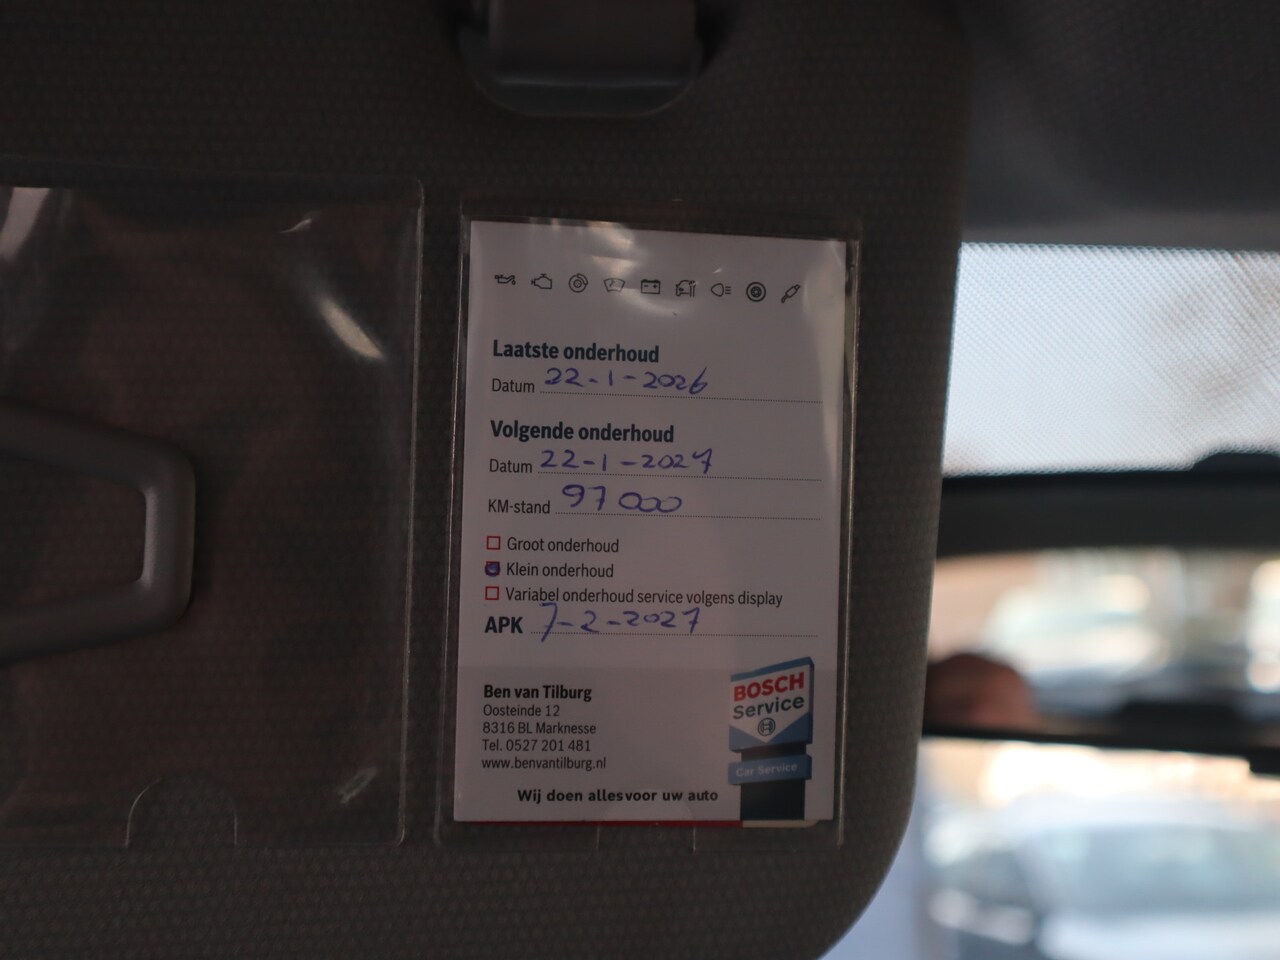 Laatste onderhoud
Datum 22-1-2026
Volgende onderhoud
Datum 22-1-2027
KM-stand 97000
Groot onderhoud
Klein onderhoud
Variabel onderhoud service volgens display
APK 7-2-2027
Ben van Tilburg
Oosteinde 12
8316 BL Marknesse
Tel. 0527 201 481
www.benvantilburg.nl
Wij doen alles voor uw auto
BOSCH
Service
Car Service